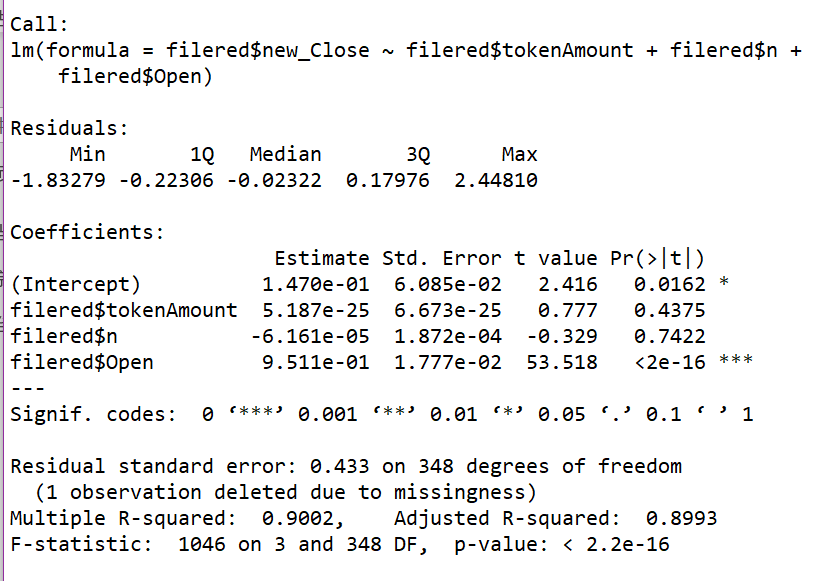 Call:
lm(formula = filered$new_Close ~ filered$tokenAmount + filered$n +
    filered$Open)
Residuals:
     Min       1Q   Median       3Q      Max
-1.83279 -0.22306 -0.02322  0.17976  2.44810
Coefficients:
                      Estimate Std. Error t value Pr(>|t|)
(Intercept)          1.470e-01  6.085e-02   2.416   0.0162 *
filered$tokenAmount  5.187e-25  6.673e-25   0.777   0.4375
filered$n           -6.161e-05  1.872e-04  -0.329   0.7422
filered$Open         9.511e-01  1.777e-02  53.518   <2e-16 ***
---
Signif. codes:  0 ‘***’ 0.001 ‘**’ 0.01 ‘*’ 0.05 ‘.’ 0.1 ‘ ’ 1
Residual standard error: 0.433 on 348 degrees of freedom
  (1 observation deleted due to missingness)
Multiple R-squared:  0.9002,    Adjusted R-squared:  0.8993
F-statistic:  1046 on 3 and 348 DF,  p-value: < 2.2e-16